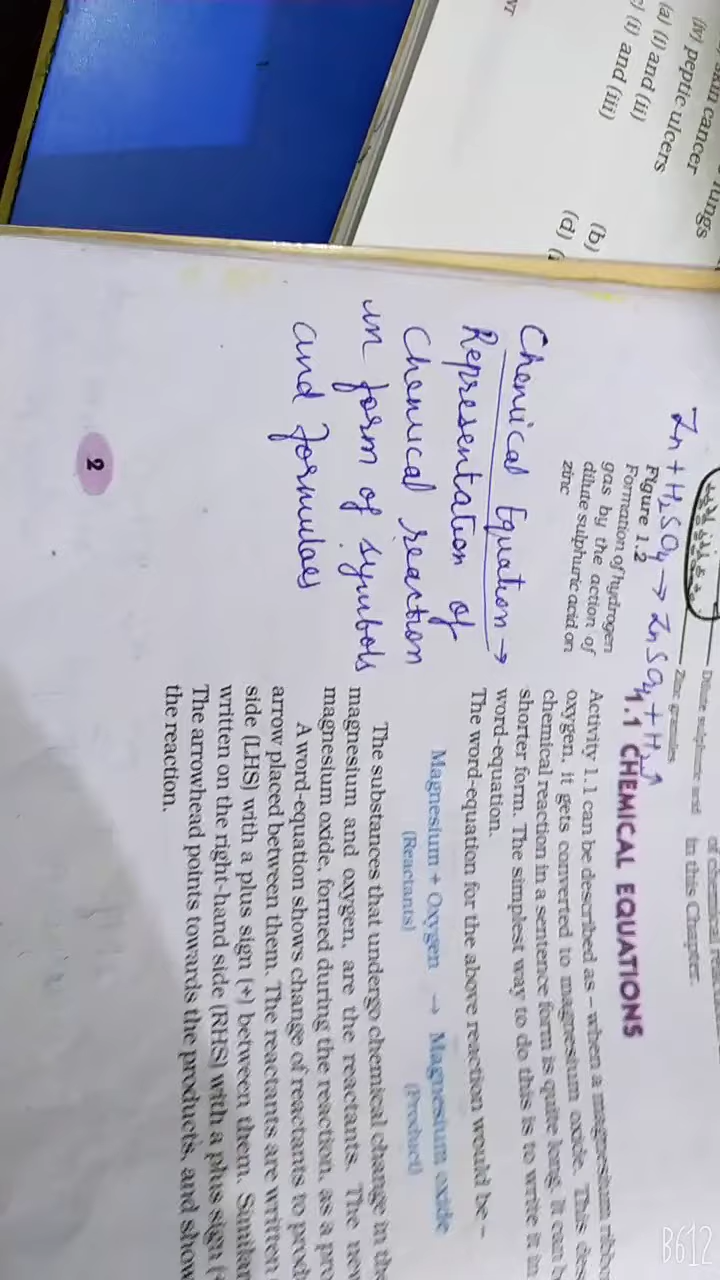 skin cancer
(iv) peptic ulcers
(a) (i) and (ii)
(i) and (iii)
(b)
(d)
Dilute sulphuric acid
Zinc granules
Zn + H₂SO₄ → ZnSO₄ + H₂↑
Figure 1.2
Formation of hydrogen
gas by the action of
dilute sulphuric acid on
zinc
Chemical Equation →
Representation of
chemical reaction
in form of symbols
and formulaes
2
of chemical
in this Chapter.
1.1 CHEMICAL EQUATIONS
Activity 1.1 can be described as – when a magnesium
oxygen, it gets converted to magnesium oxide. This
chemical reaction in a sentence form is quite long. It can
shorter form. The simplest way to do this is to write it in
word-equation.
The word-equation for the above reaction would be –
Magnesium + Oxygen → Magnesium oxide
(Reactants) (Product)
The substances that undergo chemical change in the
magnesium and oxygen, are the reactants. The new
magnesium oxide, formed during the reaction, as a pro
A word-equation shows change of reactants to prod
arrow placed between them. The reactants are written
side (LHS) with a plus sign (+) between them. Similar
written on the right-hand side (RHS) with a plus sign (
The arrowhead points towards the products, and show
the reaction.
B612